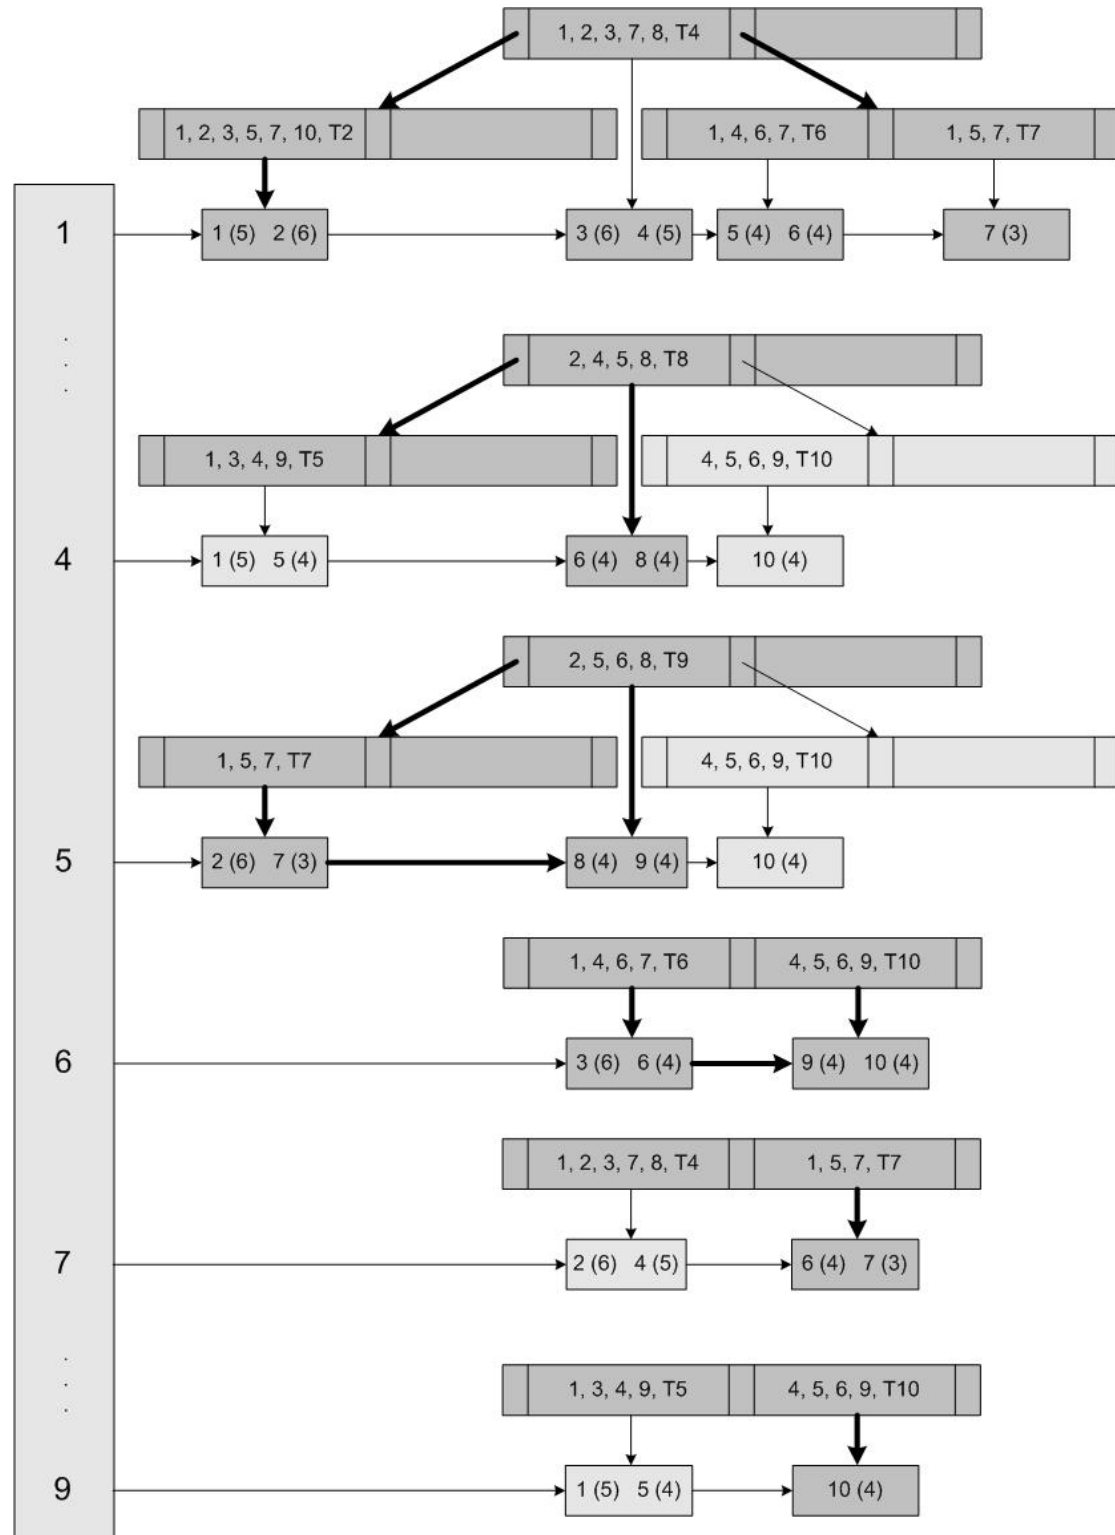 1, 2, 3, 7, 8, T4
1, 2, 3, 5, 7, 10, T2
1, 4, 6, 7, T6
1, 5, 7, T7
1
1 (5) 2 (6)
3 (6) 4 (5)
5 (4) 6 (4)
7 (3)
.
.
.
2, 4, 5, 8, T8
1, 3, 4, 9, T5
4, 5, 6, 9, T10
4
1 (5) 5 (4)
6 (4) 8 (4)
10 (4)
2, 5, 6, 8, T9
1, 5, 7, T7
4, 5, 6, 9, T10
5
2 (6) 7 (3)
8 (4) 9 (4)
10 (4)
1, 4, 6, 7, T6
4, 5, 6, 9, T10
6
3 (6) 6 (4)
9 (4) 10 (4)
1, 2, 3, 7, 8, T4
1, 5, 7, T7
7
2 (6) 4 (5)
6 (4) 7 (3)
.
.
.
1, 3, 4, 9, T5
4, 5, 6, 9, T10
9
1 (5) 5 (4)
10 (4)